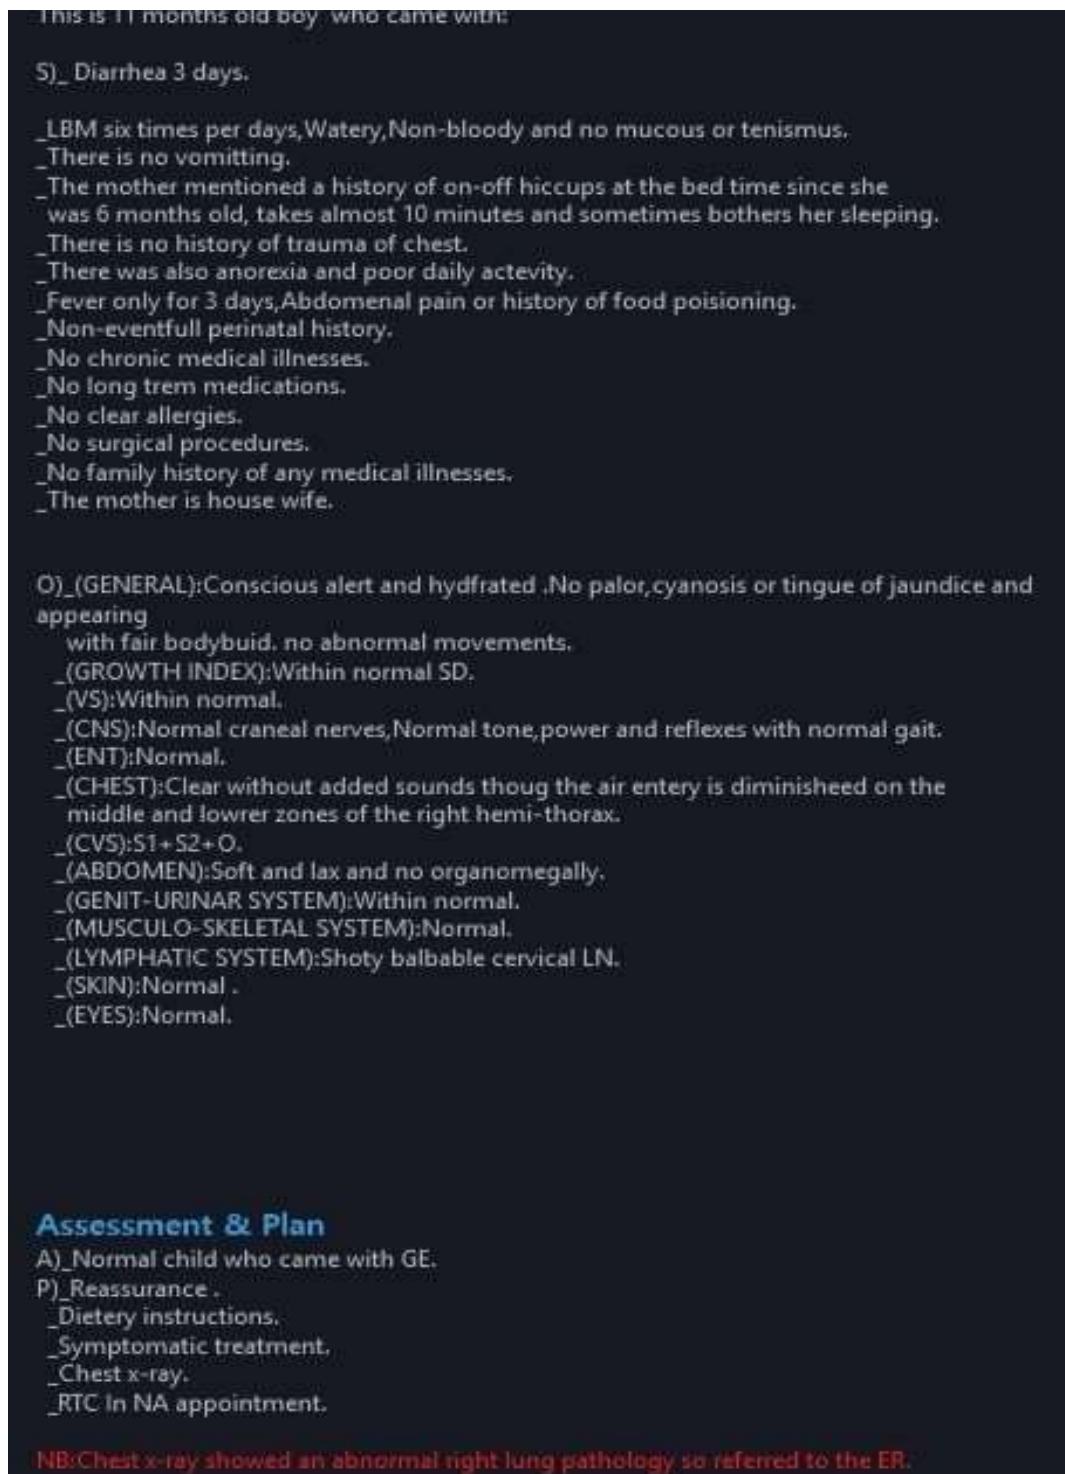 This is 11 months old boy who came with:
S)_ Diarrhea 3 days.
_LBM six times per days,Watery,Non-bloody and no mucous or tenismus.
_There is no vomitting.
_The mother mentioned a history of on-off hiccups at the bed time since she
was 6 months old, takes almost 10 minutes and sometimes bothers her sleeping.
_There is no history of trauma of chest.
_There was also anorexia and poor daily actevity.
_Fever only for 3 days,Abdomenal pain or history of food poisioning.
_Non-eventfull perinatal history.
_No chronic medical illnesses.
_No long trem medications.
_No clear allergies.
_No surgical procedures.
_No family history of any medical illnesses.
_The mother is house wife.
O)_(GENERAL):Conscious alert and hydfrated .No palor,cyanosis or tingue of jaundice and
appearing
with fair bodybuid. no abnormal movements.
_(GROWTH INDEX):Within normal SD.
_(VS):Within normal.
_(CNS):Normal craneal nerves,Normal tone,power and reflexes with normal gait.
_(ENT):Normal.
_(CHEST):Clear without added sounds thoug the air entery is diminisheed on the
middle and lowrer zones of the right hemi-thorax.
_(CVS):S1+S2+O.
_(ABDOMEN):Soft and lax and no organomegally.
_(GENIT-URINAR SYSTEM):Within normal.
_(MUSCULO-SKELETAL SYSTEM):Normal.
_(LYMPHATIC SYSTEM):Shoty balbable cervical LN.
_(SKIN):Normal .
_(EYES):Normal.
Assessment & Plan
A)_Normal child who came with GE.
P)_Reassurance .
_Dietery instructions.
_Symptomatic treatment.
_Chest x-ray.
_RTC In NA appointment.
NB:Chest x-ray showed an abnormal right lung pathology so referred to the ER.